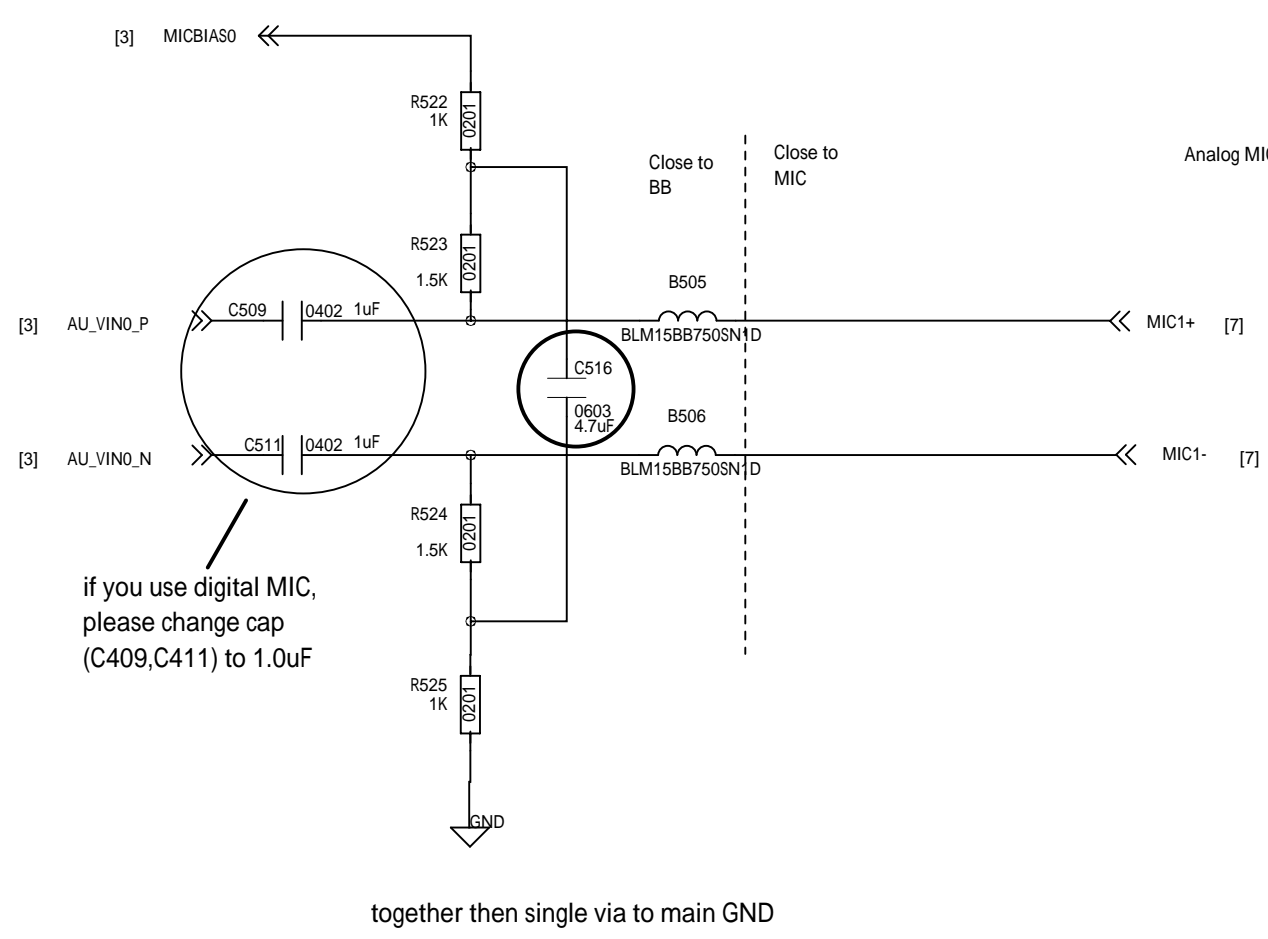 [3] MICBIAS0
R522
1K
0201
Close to
BB
Close to
MIC
Analog MI
R523
1.5K
0201
B505
C509 0402 1uF
[3] AU_VIN0_P
BLM15BB750SN1D
MIC1+ [7]
C516
0603
4.7uF
B506
C511 0402 1uF
[3] AU_VIN0_N
BLM15BB750SN1D
MIC1- [7]
R524
1.5K
0201
if you use digital MIC,
please change cap
(C409,C411) to 1.0uF
R525
1K
0201
GND
together then single via to main GND